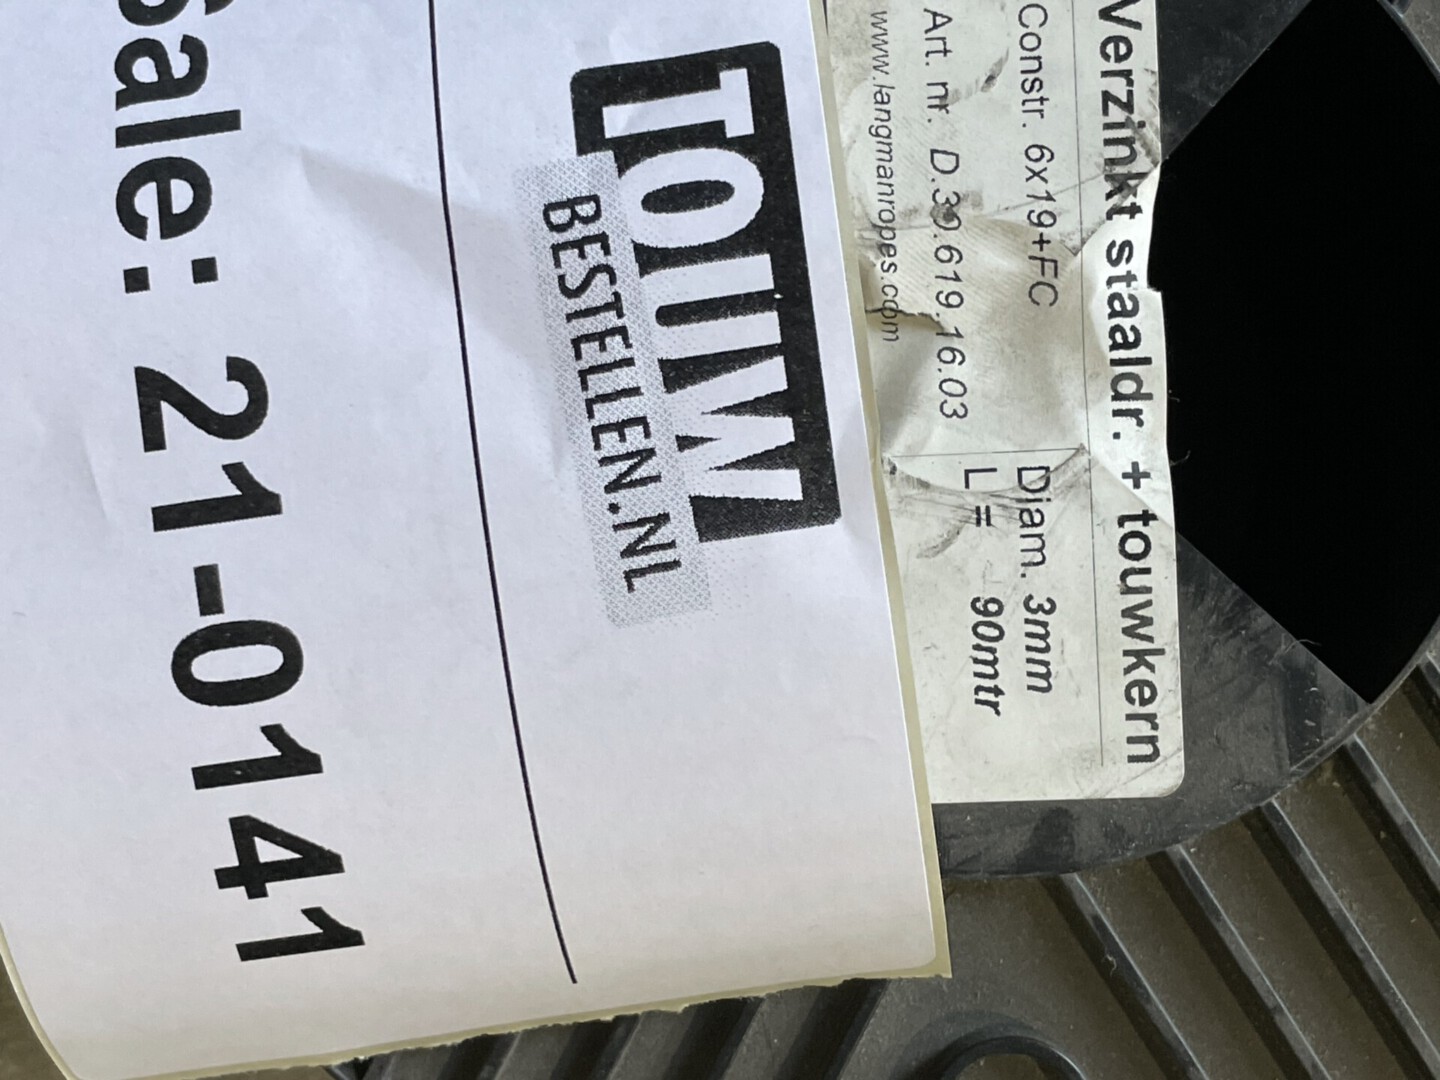 Verzinkt staaldr. + touwkern
Constr. 6x19+FC
Diam. 3mm
Art. nr. D.39.619.16.03
L= 90mtr
www.langmanropes.com
TOUW
BESTELLEN.NL
sale: 21-0141